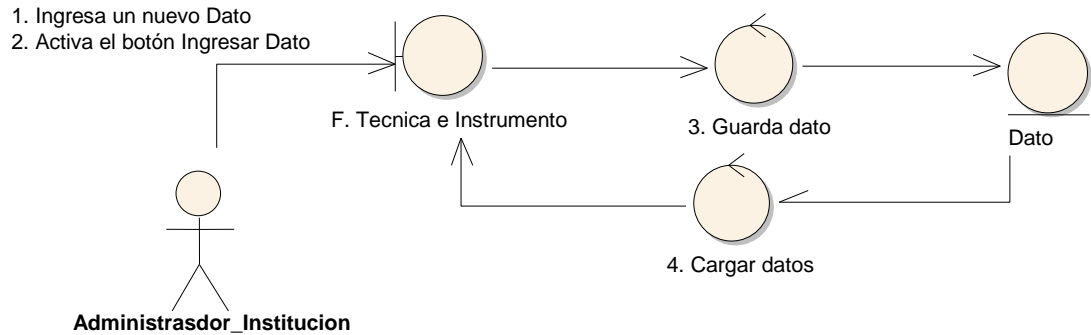 1. Ingresa un nuevo Dato
2. Activa el botón Ingresar Dato
F. Tecnica e Instrumento
3. Guarda dato
Dato
4. Cargar datos
Administrasdor_Institucion